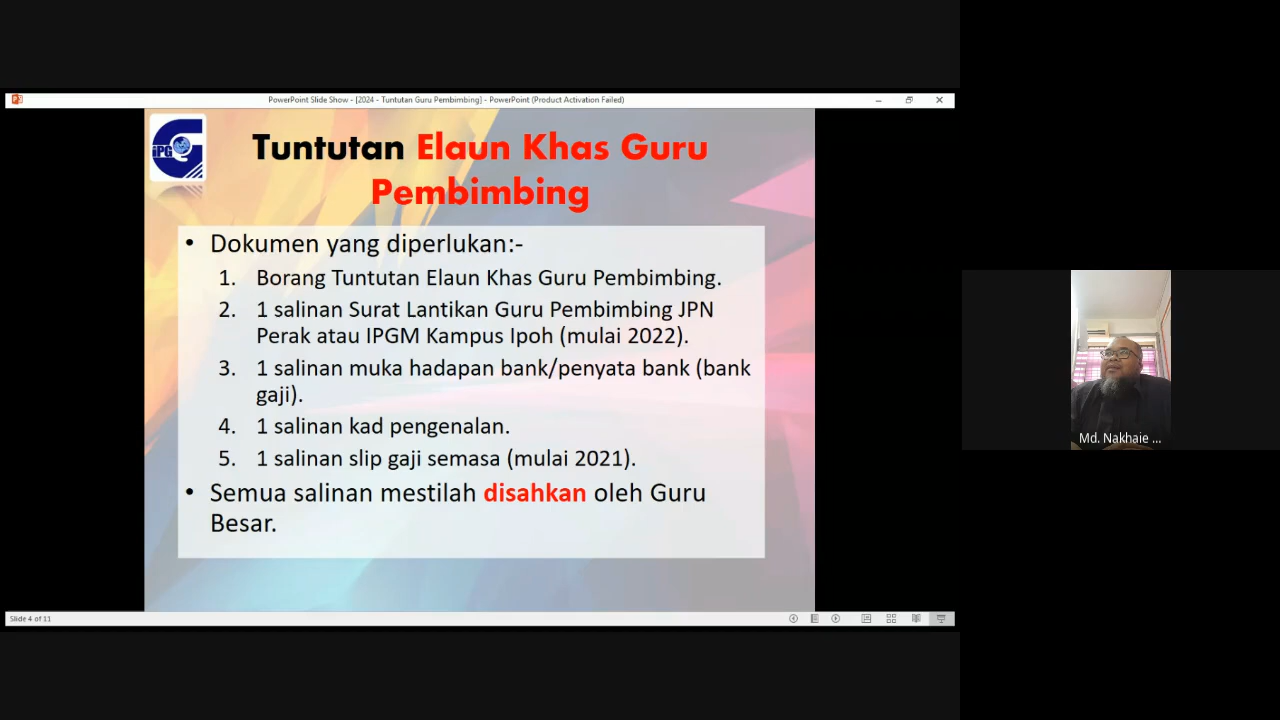 PowerPoint Slide Show - [2024 - Tuntutan Guru Pembimbing] - PowerPoint (Product Activation Failed)
iPG
Tuntutan Elaun Khas Guru
Pembimbing
• Dokumen yang diperlukan:-
1. Borang Tuntutan Elaun Khas Guru Pembimbing.
2. 1 salinan Surat Lantikan Guru Pembimbing JPN
Perak atau IPGM Kampus Ipoh (mulai 2022).
3. 1 salinan muka hadapan bank/penyata bank (bank
gaji).
4. 1 salinan kad pengenalan.
5. 1 salinan slip gaji semasa (mulai 2021).
• Semua salinan mestilah disahkan oleh Guru
Besar.
Md. Nakhaie ...
Slide 4 of 11